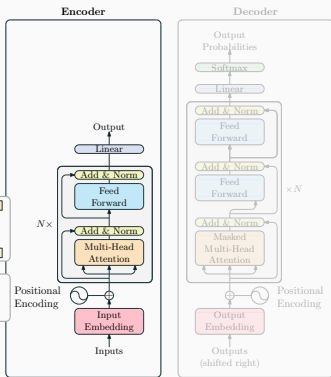 Encoder
Output
Linear
Add & Norm
Feed
Forward
N×
Add & Norm
Multi-Head
Attention
Positional
Encoding
Input
Embedding
Inputs
Decoder
Output
Probabilities
Softmax
Linear
Add & Norm
Feed
Forward
Add & Norm
Feed
Forward
×N
Add & Norm
Masked
Multi-Head
Attention
Positional
Encoding
Output
Embedding
Outputs
(shifted right)